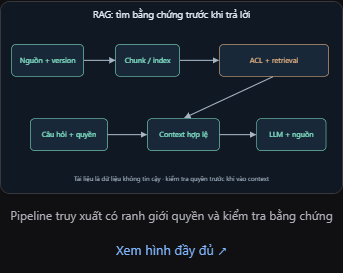 RAG: tìm bằng chứng trước khi trả lời
Nguồn + version
Chunk / index
ACL + retrieval
Câu hỏi + quyền
Context hợp lệ
LLM + nguồn
Tài liệu là dữ liệu không tin cậy · kiểm tra quyền trước khi vào context
Pipeline truy xuất có ranh giới quyền và kiểm tra bằng chứng
Xem hình đầy đủ ↗